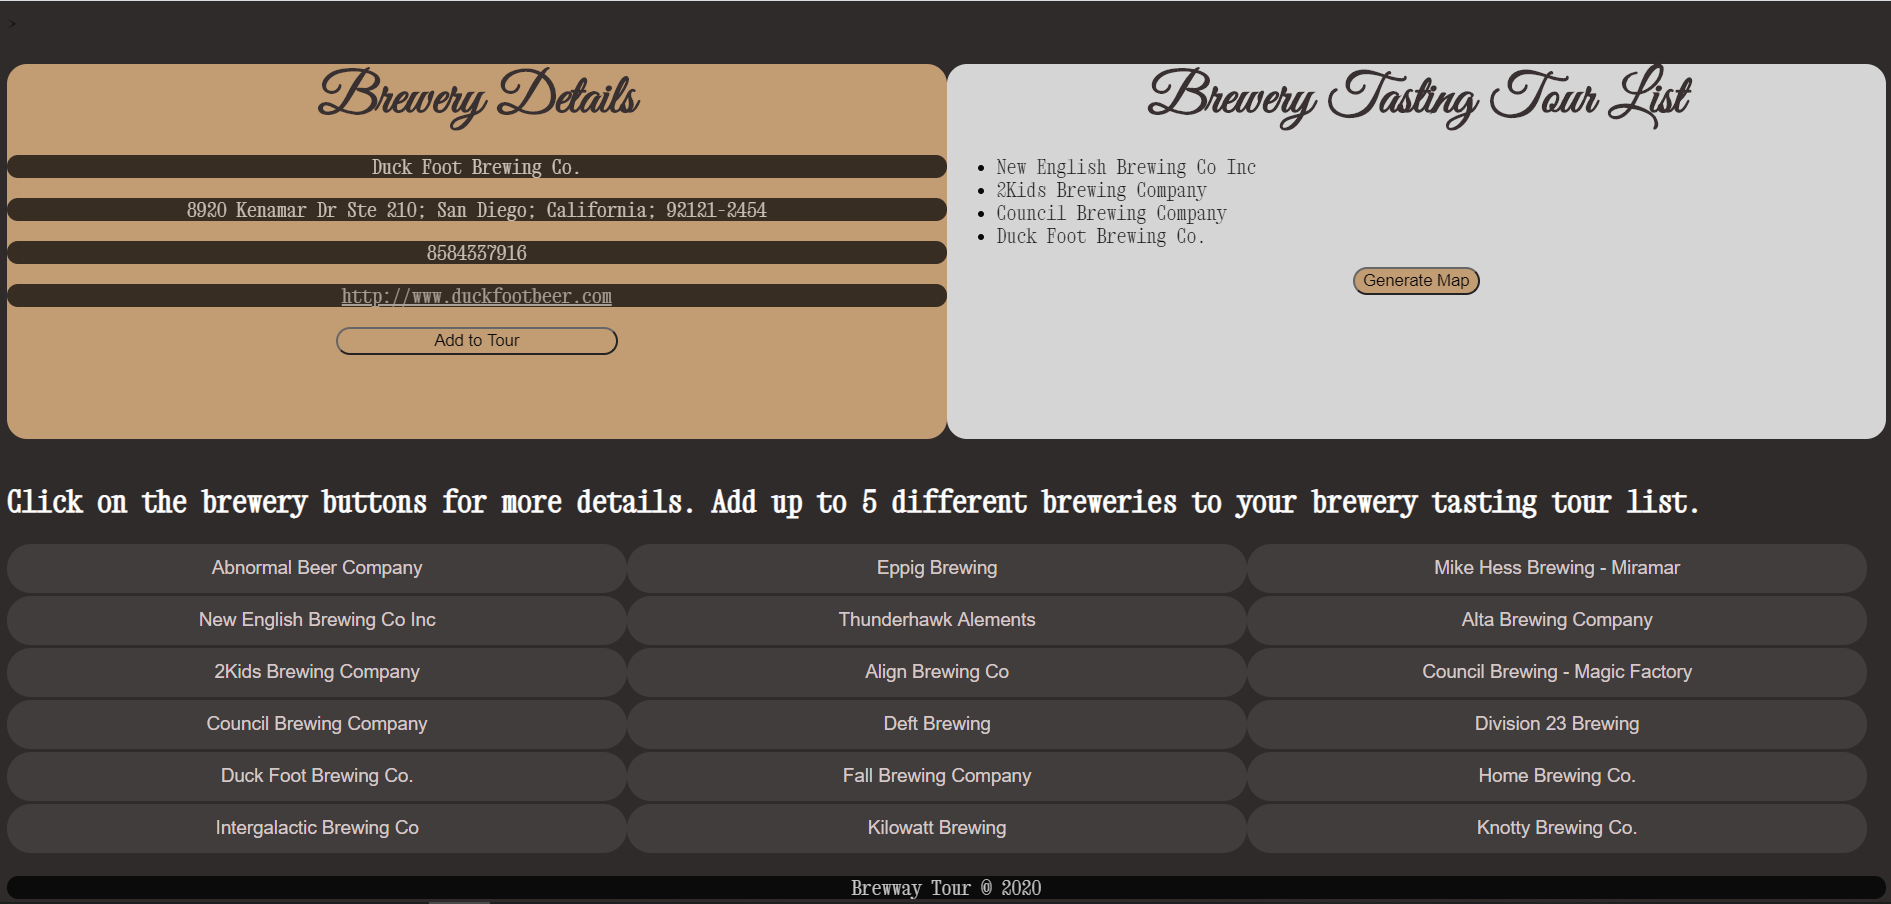 >
Brewery Details
Duck Foot Brewing Co.
8920 Kenamar Dr Ste 210; San Diego; California; 92121-2454
8584337916
http://www.duckfootbeer.com
Add to Tour
Brewery Tasting Tour List
New English Brewing Co Inc
2Kids Brewing Company
Council Brewing Company
Duck Foot Brewing Co.
Generate Map
Click on the brewery buttons for more details. Add up to 5 different breweries to your brewery tasting tour list.
Abnormal Beer Company
Eppig Brewing
Mike Hess Brewing - Miramar
New English Brewing Co Inc
Thunderhawk Alements
Alta Brewing Company
2Kids Brewing Company
Align Brewing Co
Council Brewing - Magic Factory
Council Brewing Company
Deft Brewing
Division 23 Brewing
Duck Foot Brewing Co.
Fall Brewing Company
Home Brewing Co.
Intergalactic Brewing Co
Kilowatt Brewing
Knotty Brewing Co.
Brewway Tour @ 2020